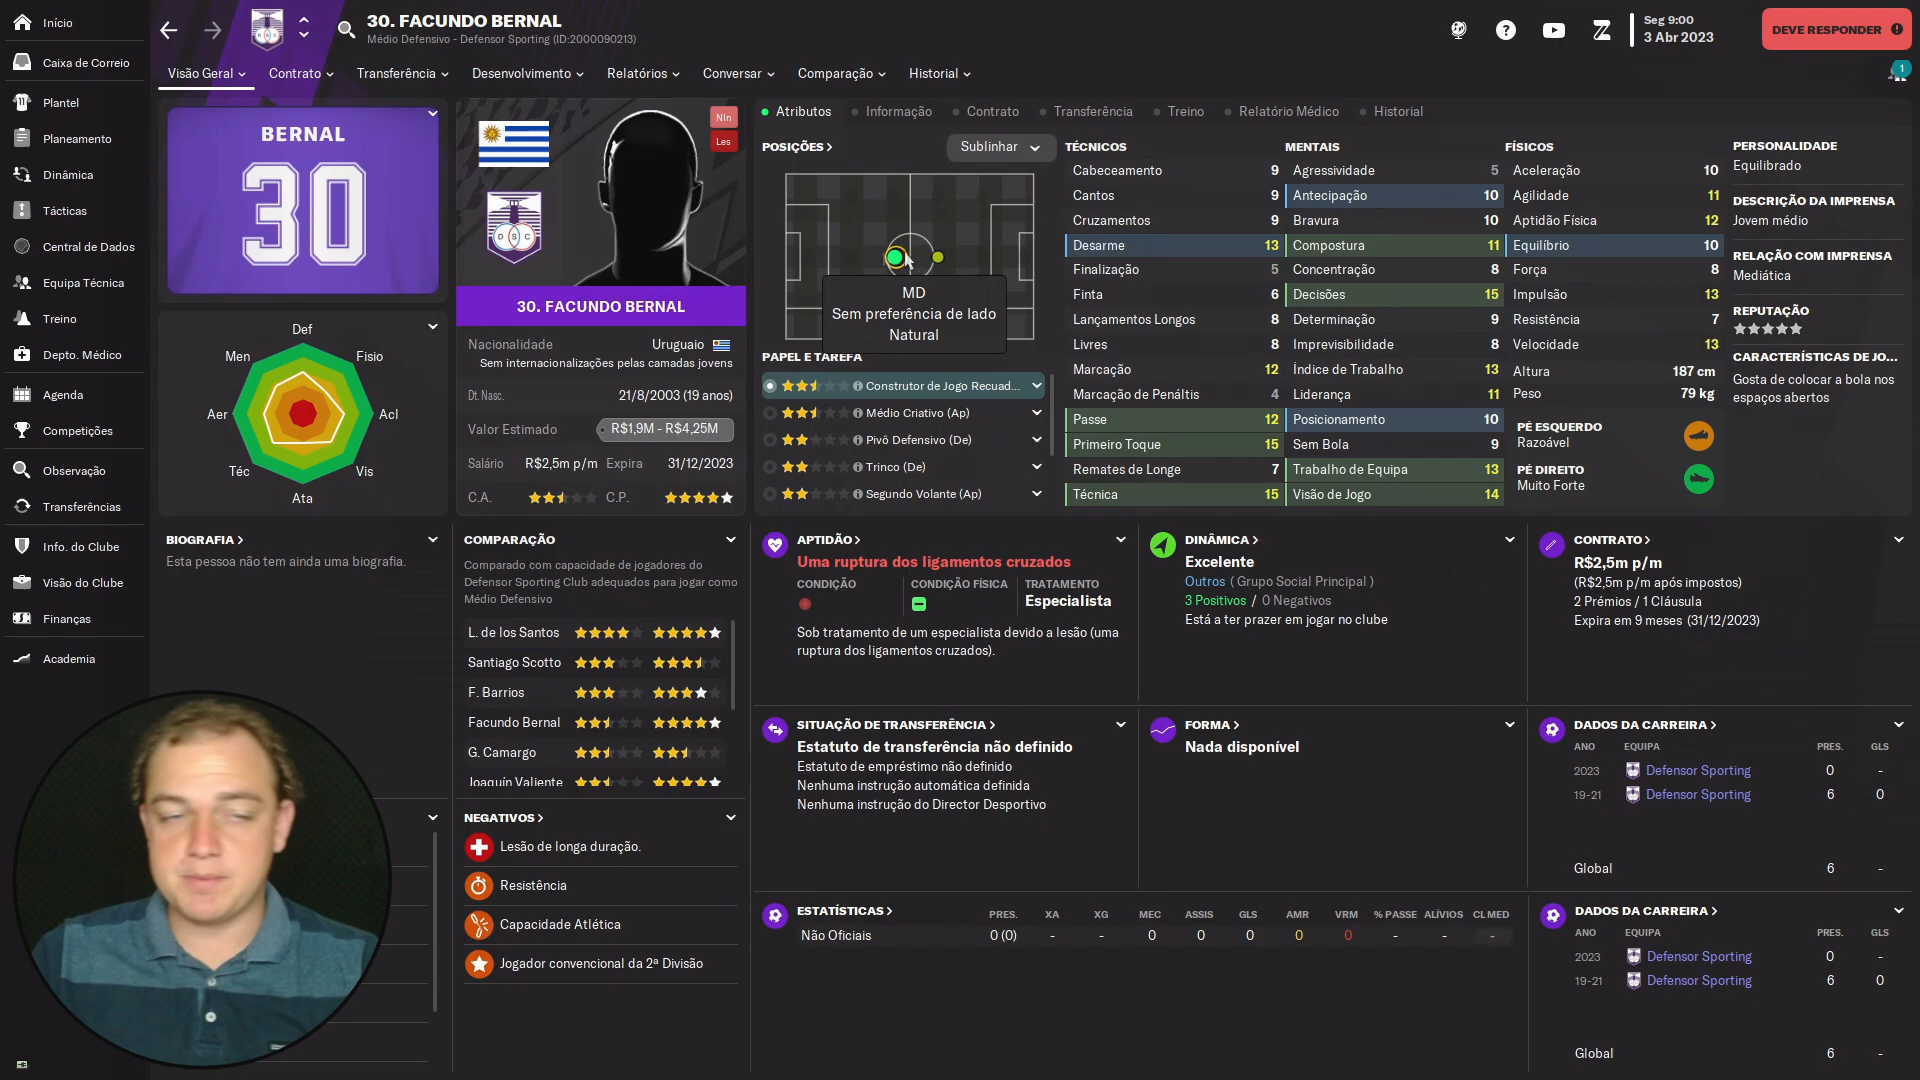 Início
Caixa de Correio
Plantel
Planeamento
Dinâmica
Tácticas
Central de Dados
Equipa Técnica
Treino
Depto. Médico
Agenda
Competições
Observação
Transferências
Info. do Clube
Visão do Clube
Finanças
Academia
30. FACUNDO BERNAL
Médio Defensivo - Defensor Sporting (ID:2000090213)
Seg 9:00
3 Abr 2023
DEVE RESPONDER
1
Visão Geral
Contrato
Transferência
Desenvolvimento
Relatórios
Conversar
Comparação
Historial
BERNAL
30
Def
Men
Fisio
Aer
Acl
Téc
Vis
Ata
NIn
Les
DSC
30. FACUNDO BERNAL
Nacionalidade Uruguaio
Sem internacionalizações pelas camadas jovens
Dt. Nasc. 21/8/2003 (19 anos)
Valor Estimado R$1,9M - R$4,25M
Salário R$2,5m p/m Expira 31/12/2023
C.A. C.P.
Atributos
Informação
Contrato
Transferência
Treino
Relatório Médico
Historial
POSIÇÕES
Sublinhar
MD
Sem preferência de lado
Natural
PAPEL E TAREFA
Construtor de Jogo Recuad...
Médio Criativo (Ap)
Pivô Defensivo (De)
Trinco (De)
Segundo Volante (Ap)
TÉCNICOS
Cabeceamento 9
Cantos 9
Cruzamentos 9
Desarme 13
Finalização 5
Finta 6
Lançamentos Longos 8
Livres 8
Marcação 12
Marcação de Penáltis 4
Passe 12
Primeiro Toque 15
Remates de Longe 7
Técnica 15
MENTAIS
Agressividade 5
Antecipação 10
Bravura 10
Compostura 11
Concentração 8
Decisões 15
Determinação 9
Imprevisibilidade 8
Índice de Trabalho 13
Liderança 11
Posicionamento 10
Sem Bola 9
Trabalho de Equipa 13
Visão de Jogo 14
FÍSICOS
Aceleração 10
Agilidade 11
Aptidão Física 12
Equilíbrio 10
Força 8
Impulsão 13
Resistência 7
Velocidade 13
Altura 187 cm
Peso 79 kg
PÉ ESQUERDO
Razoável
PÉ DIREITO
Muito Forte
PERSONALIDADE
Equilibrado
DESCRIÇÃO DA IMPRENSA
Jovem médio
RELAÇÃO COM IMPRENSA
Mediática
REPUTAÇÃO
CARACTERÍSTICAS DE JO...
Gosta de colocar a bola nos
espaços abertos
BIOGRAFIA
Esta pessoa não tem ainda uma biografia.
COMPARAÇÃO
Comparado com capacidade de jogadores do
Defensor Sporting Club adequados para jogar como
Médio Defensivo
L. de los Santos
Santiago Scotto
F. Barrios
Facundo Bernal
G. Camargo
Joaquín Valiente
NEGATIVOS
Lesão de longa duração.
Resistência
Capacidade Atlética
Jogador convencional da 2ª Divisão
APTIDÃO
Uma ruptura dos ligamentos cruzados
CONDIÇÃO
CONDIÇÃO FÍSICA
TRATAMENTO
Especialista
Sob tratamento de um especialista devido a lesão (uma
ruptura dos ligamentos cruzados).
DINÂMICA
Excelente
Outros ( Grupo Social Principal )
3 Positivos / 0 Negativos
Está a ter prazer em jogar no clube
CONTRATO
R$2,5m p/m
(R$2,5m p/m após impostos)
2 Prémios / 1 Cláusula
Expira em 9 meses (31/12/2023)
SITUAÇÃO DE TRANSFERÊNCIA
Estatuto de transferência não definido
Estatuto de empréstimo não definido
Nenhuma instrução automática definida
Nenhuma instrução do Director Desportivo
FORMA
Nada disponível
DADOS DA CARREIRA
ANO EQUIPA PRES. GLS
2023 Defensor Sporting 0 -
19-21 Defensor Sporting 6 0
Global 6 -
ESTATÍSTICAS PRES. XA XG MEC ASSIS GLS AMR VRM % PASSE ALÍVIOS CL MED
Não Oficiais 0 (0) - - 0 0 0 0 0 - - -
DADOS DA CARREIRA
ANO EQUIPA PRES. GLS
2023 Defensor Sporting 0 -
19-21 Defensor Sporting 6 0
Global 6 -